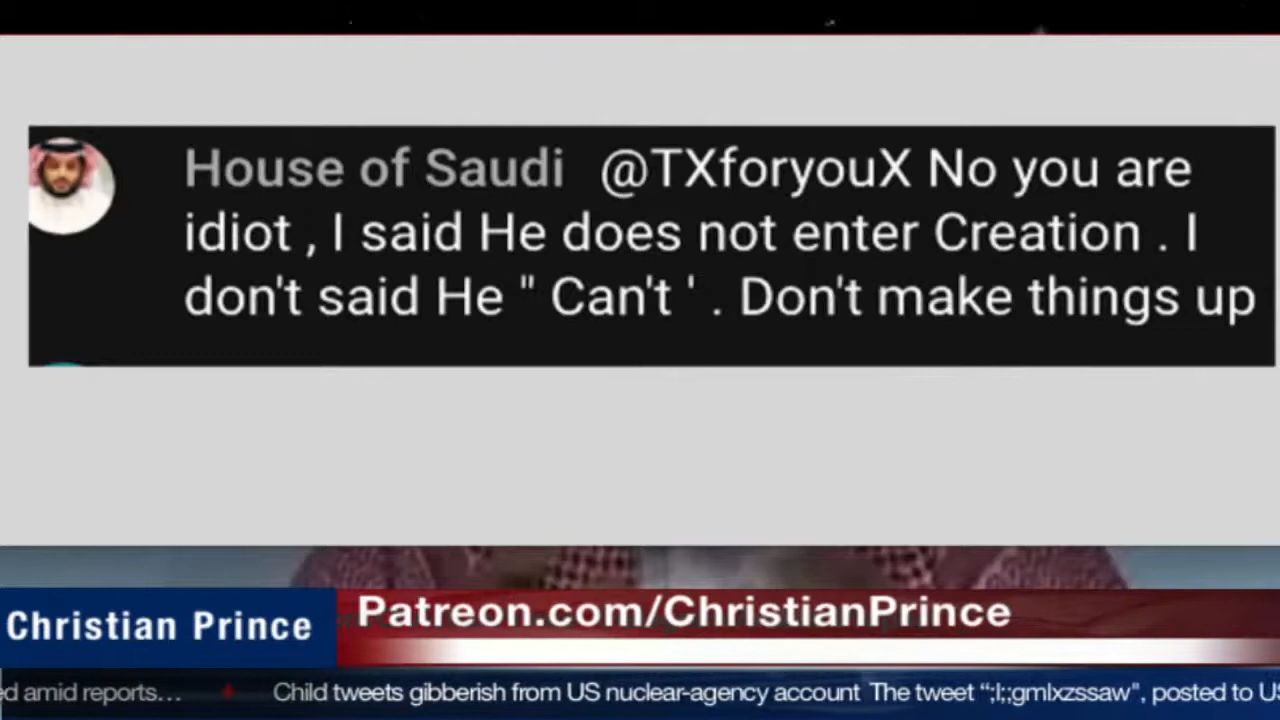 House of Saudi @TXforyouX No you are
idiot , I said He does not enter Creation . I
don't said He " Can't ' . Don't make things up
Patreon.com/ChristianPrince
Christian Prince
ed amid reports... Child tweets gibberish from US nuclear-agency account The tweet “;l;;gmlxzssaw", posted to US